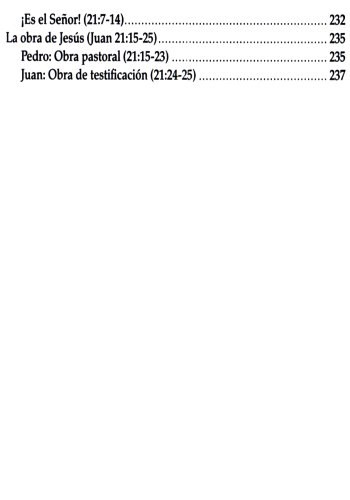 ¡Es el Señor! (21:7-14)........................................................ 232
La obra de Jesús (Juan 21:15-25)............................................... 235
Pedro: Obra pastoral (21:15-23) ........................................... 235
Juan: Obra de testificación (21:24-25) ................................... 237